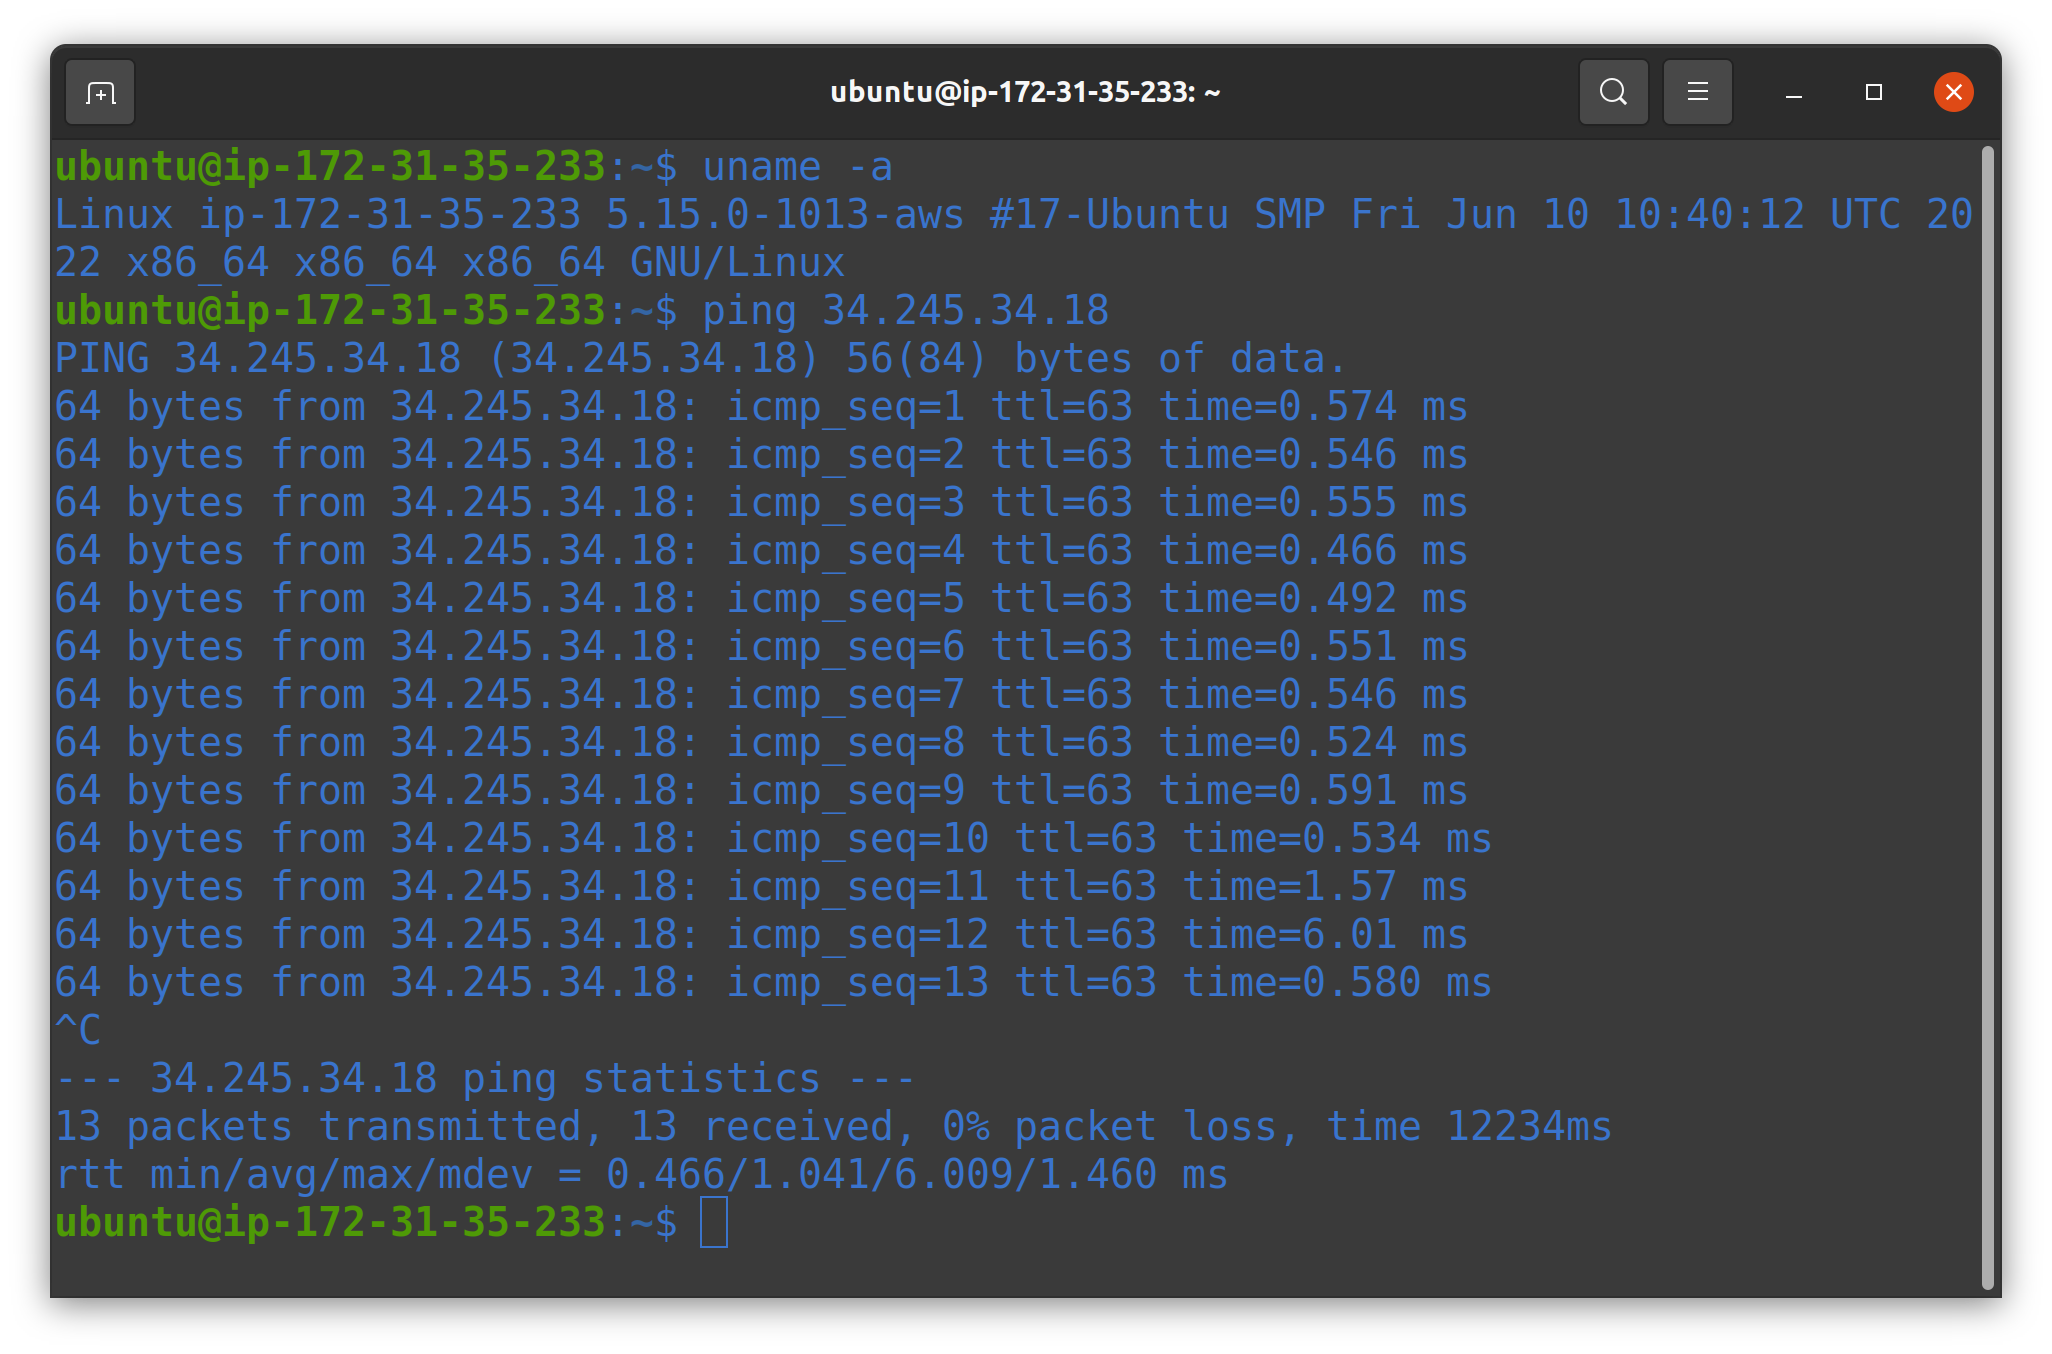 ubuntu@ip-172-31-35-233: ~
ubuntu@ip-172-31-35-233:~$ uname -a
Linux ip-172-31-35-233 5.15.0-1013-aws #17-Ubuntu SMP Fri Jun 10 10:40:12 UTC 20
22 x86_64 x86_64 x86_64 GNU/Linux
ubuntu@ip-172-31-35-233:~$ ping 34.245.34.18
PING 34.245.34.18 (34.245.34.18) 56(84) bytes of data.
64 bytes from 34.245.34.18: icmp_seq=1 ttl=63 time=0.574 ms
64 bytes from 34.245.34.18: icmp_seq=2 ttl=63 time=0.546 ms
64 bytes from 34.245.34.18: icmp_seq=3 ttl=63 time=0.555 ms
64 bytes from 34.245.34.18: icmp_seq=4 ttl=63 time=0.466 ms
64 bytes from 34.245.34.18: icmp_seq=5 ttl=63 time=0.492 ms
64 bytes from 34.245.34.18: icmp_seq=6 ttl=63 time=0.551 ms
64 bytes from 34.245.34.18: icmp_seq=7 ttl=63 time=0.546 ms
64 bytes from 34.245.34.18: icmp_seq=8 ttl=63 time=0.524 ms
64 bytes from 34.245.34.18: icmp_seq=9 ttl=63 time=0.591 ms
64 bytes from 34.245.34.18: icmp_seq=10 ttl=63 time=0.534 ms
64 bytes from 34.245.34.18: icmp_seq=11 ttl=63 time=1.57 ms
64 bytes from 34.245.34.18: icmp_seq=12 ttl=63 time=6.01 ms
64 bytes from 34.245.34.18: icmp_seq=13 ttl=63 time=0.580 ms
^C
--- 34.245.34.18 ping statistics ---
13 packets transmitted, 13 received, 0% packet loss, time 12234ms
rtt min/avg/max/mdev = 0.466/1.041/6.009/1.460 ms
ubuntu@ip-172-31-35-233:~$